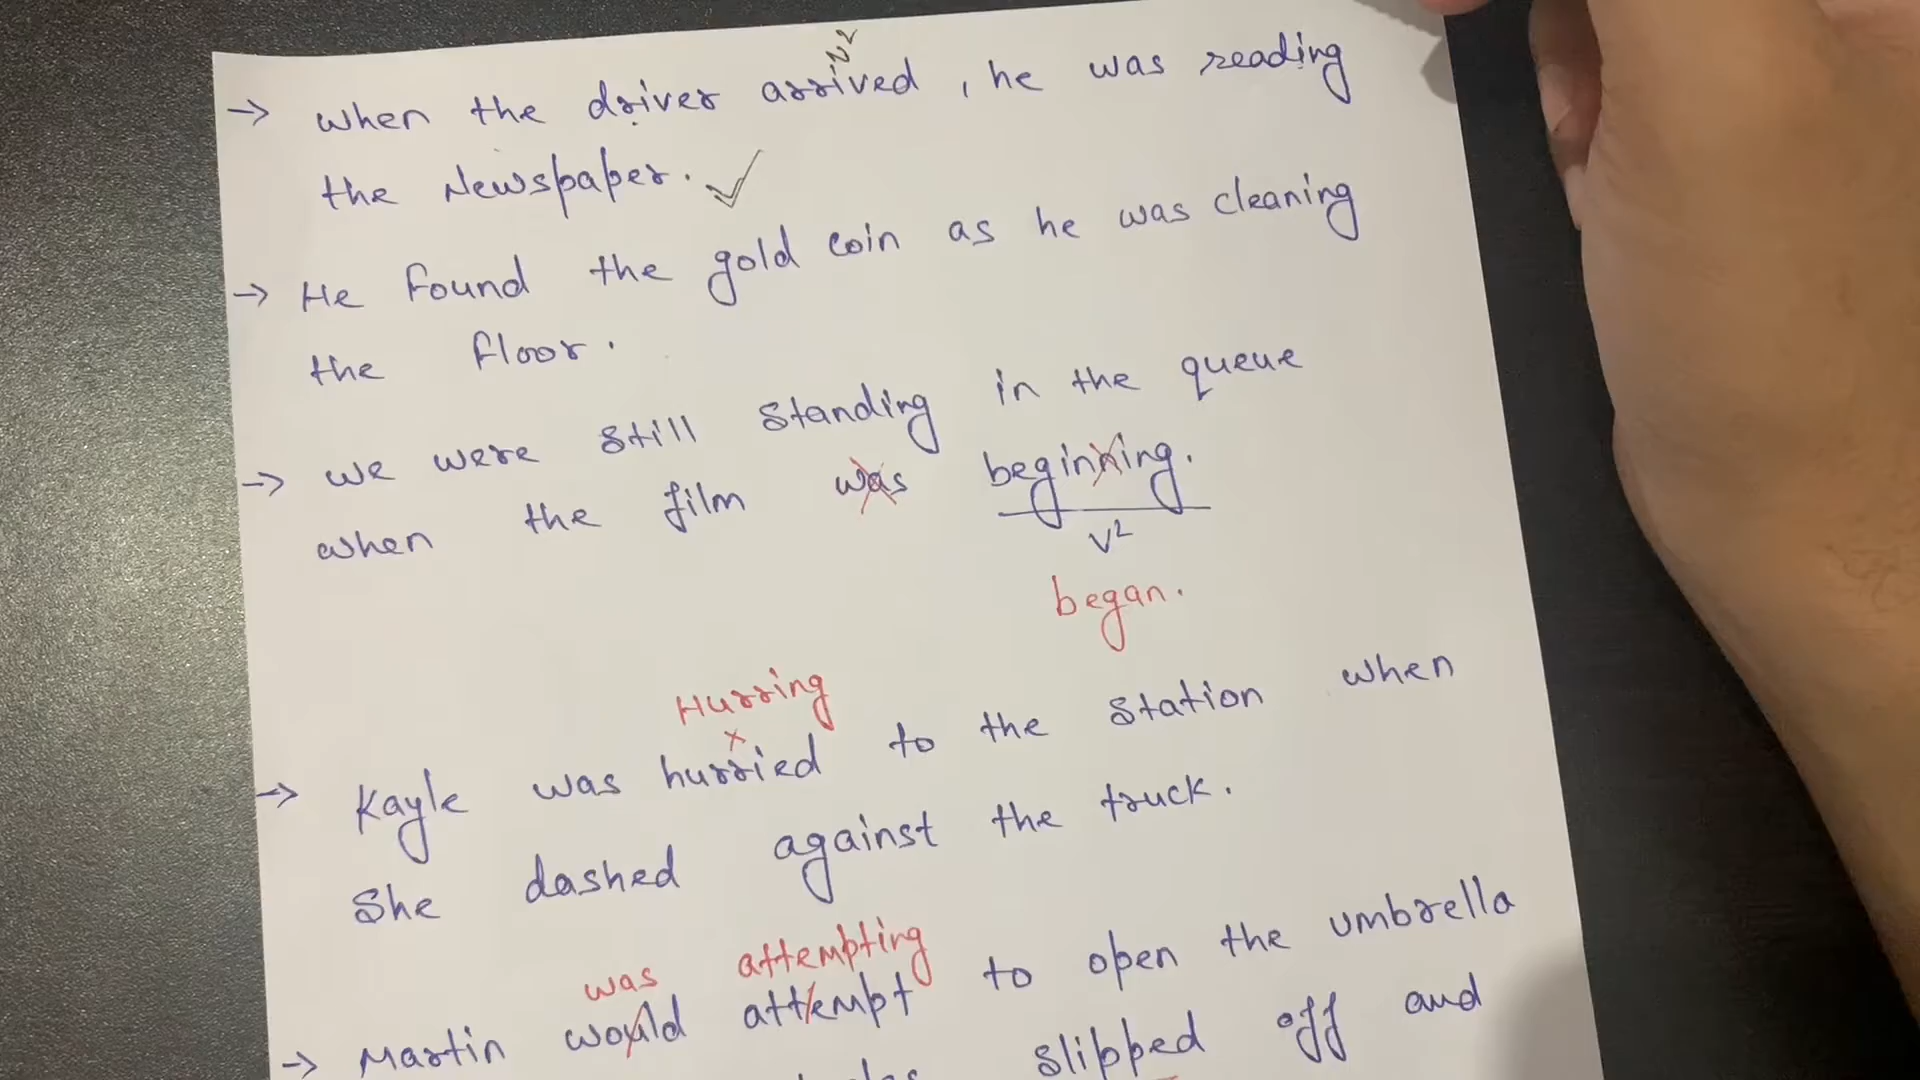 V2
→ When the driver arrived, he was reading
the Newspaper. ✓
→ He found the gold coin as he was cleaning
the floor.
→ We were still standing in the queue
when the film was beginning.
V²
began.
Hurring
→ Kayle was hurried to the station when
She dashed against the truck.
was attempting
→ Martin would attempt to open the umbrella
slipped off and